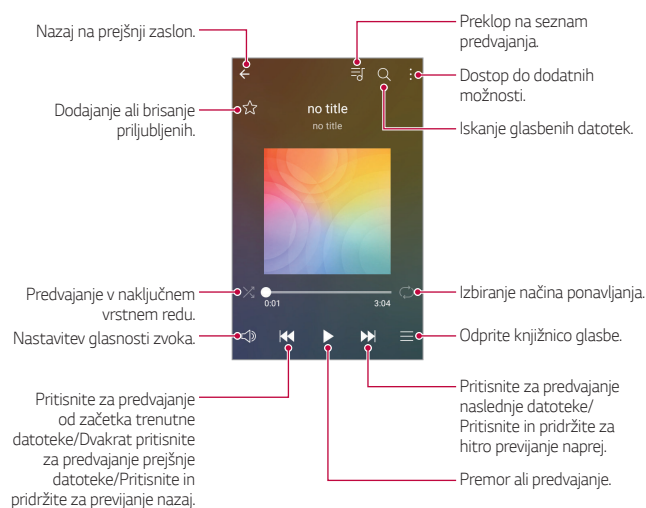 Nazaj na prejšnji zaslon.
Dodajanje ali brisanje
priljubljenih.
Predvajanje v naključnem
vrstnem redu.
Nastavitev glasnosti zvoka.
Pritisnite za predvajanje
od začetka trenutne
datoteke/Dvakrat pritisnite
za predvajanje prejšnje
datoteke/Pritisnite in
pridržite za previjanje nazaj.
no title
no title
0:01
3:04
Preklop na seznam
predvajanja.
Dostop do dodatnih
možnosti.
Iskanje glasbenih datotek.
Izbiranje načina ponavljanja.
Odprite knjižnico glasbe.
Pritisnite za predvajanje
naslednje datoteke/
Pritisnite in pridržite za
hitro previjanje naprej.
Premor ali predvajanje.